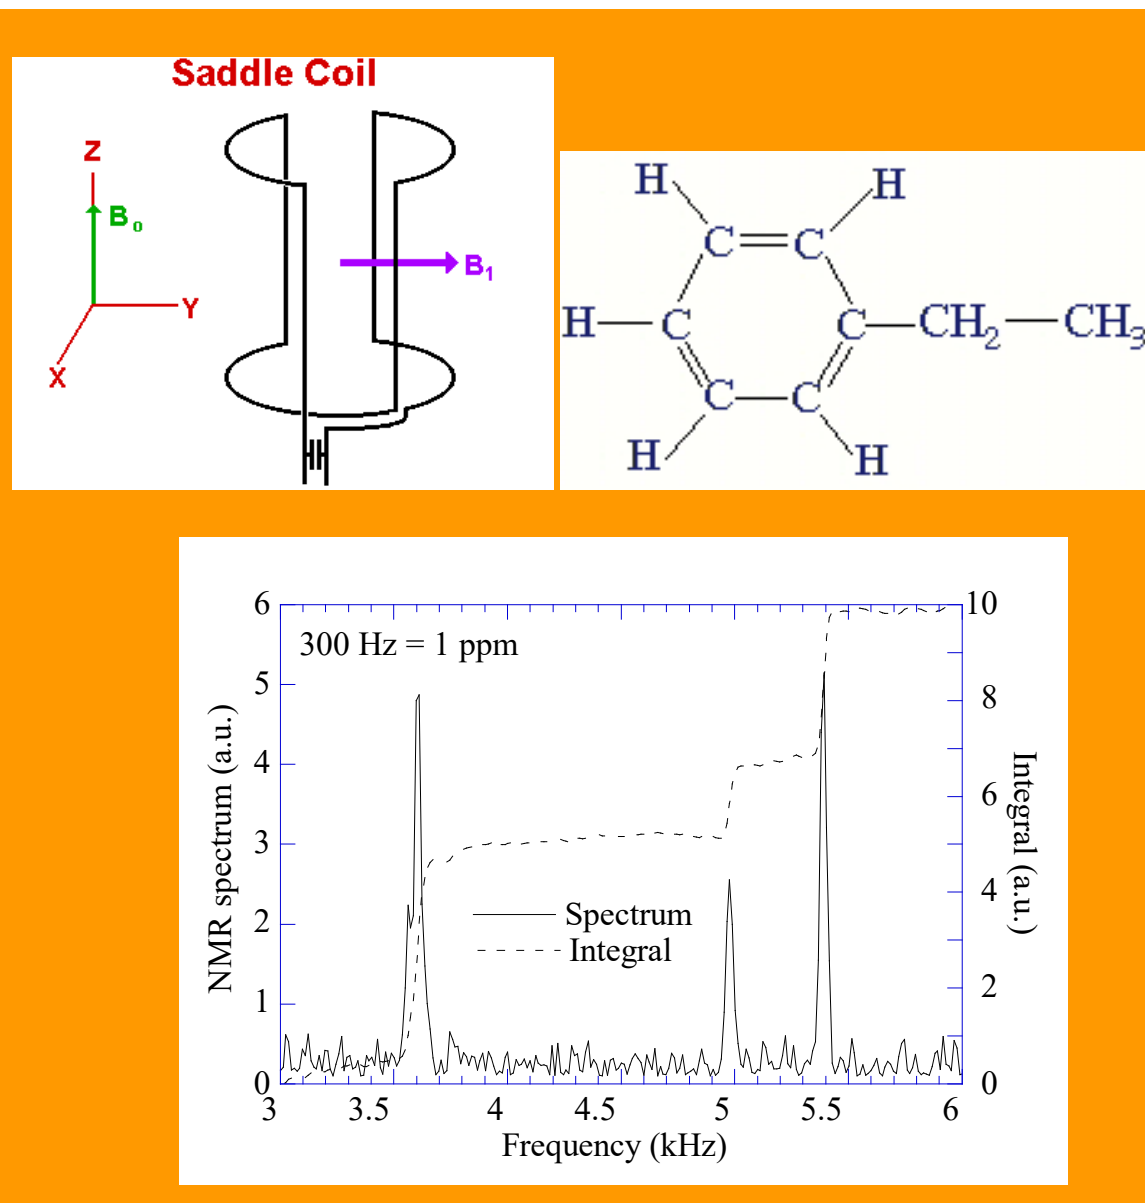 Saddle Coil
Z
B₀
Y
X
B₁
H H
C C
H C C CH₂ CH₃
C C
H H
300 Hz = 1 ppm
NMR spectrum (a.u.)
6
5
4
3
2
1
0
Spectrum
Integral
10
8
6
4
2
0
Integral (a.u.)
3 3.5 4 4.5 5 5.5 6
Frequency (kHz)